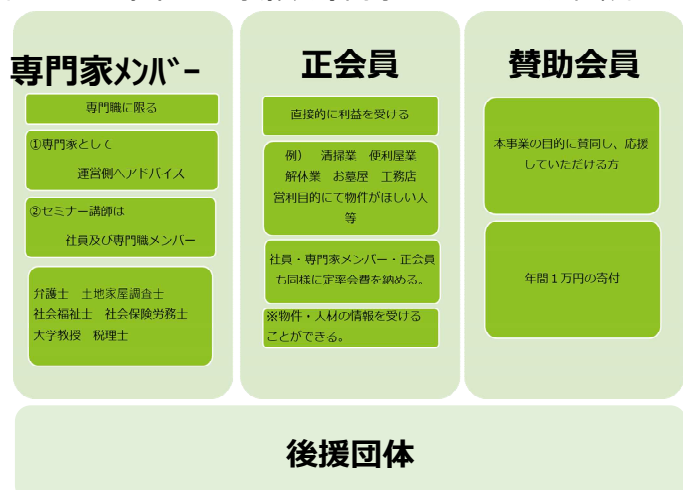 専門家ﾒﾝﾊﾞｰ
専門職に限る
①専門家として
運営側へアドバイス
②セミナー講師は
社員及び専門職メンバー
弁護士 土地家屋調査士
社会福祉士 社会保険労務士
大学教授 税理士
正会員
直接的に利益を受ける
例） 清掃業 便利屋業
解体業 お墓屋 工務店
営利目的にて物件がほしい人
等
社員・専門家メンバー・正会員
も同様に定率会費を納める。
※物件・人材の情報を受ける
ことができる。
賛助会員
本事業の目的に賛同し、応援
していただける方
年間１万円の寄付
後援団体